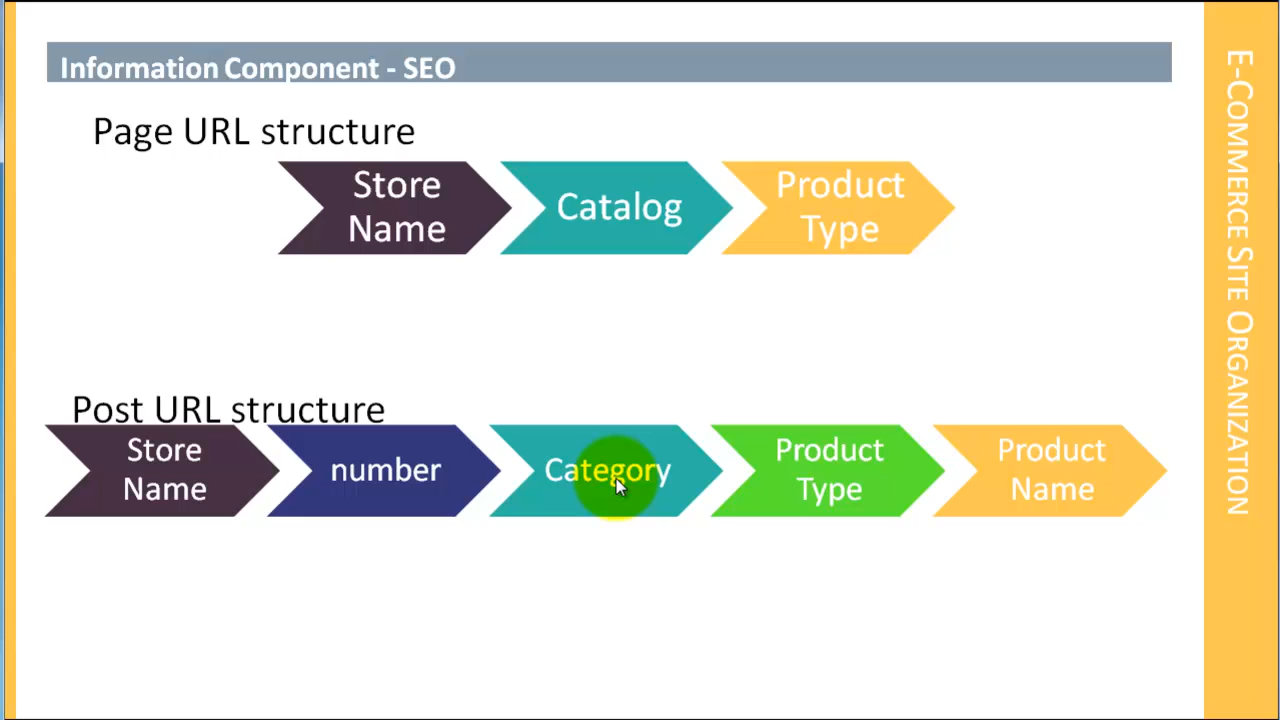 Information Component - SEO
Page URL structure
Store
Name
Catalog
Product
Type
Post URL structure
Store
Name
number
Category
Product
Type
Product
Name
E-Commerce Site Organization